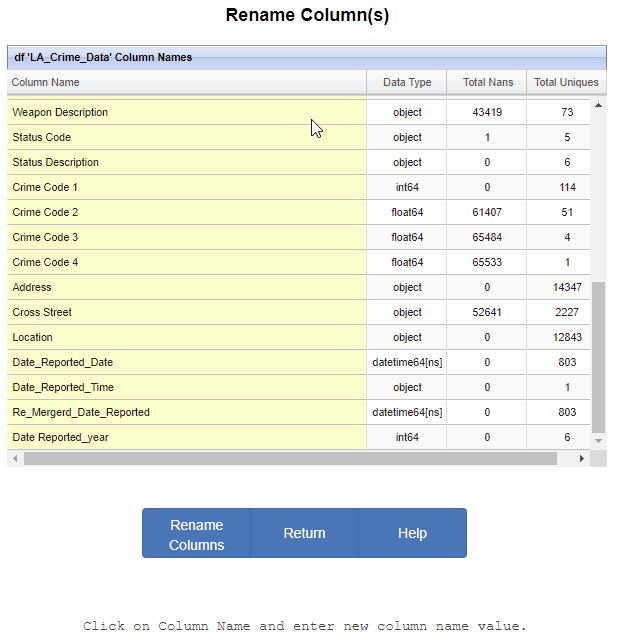 Rename Column(s)
df 'LA_Crime_Data' Column Names
Column Name Data Type Total Nans Total Uniques
Weapon Description object 43419 73
Status Code object 1 5
Status Description object 0 6
Crime Code 1 int64 0 114
Crime Code 2 float64 61407 51
Crime Code 3 float64 65484 4
Crime Code 4 float64 65533 1
Address object 0 14347
Cross Street object 52641 2227
Location object 0 12843
Date_Reported_Date datetime64[ns] 0 803
Date_Reported_Time object 0 1
Re_Mergerd_Date_Reported datetime64[ns] 0 803
Date Reported_year int64 0 6
Rename Columns Return Help
Click on Column Name and enter new column name value.